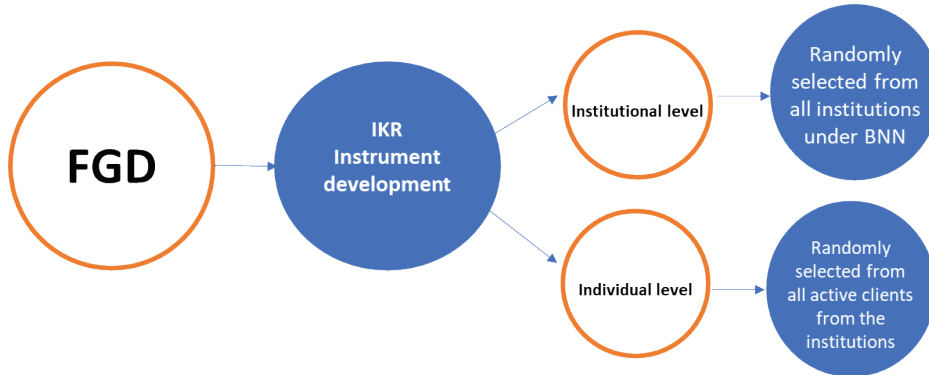 FGD
IKR
Instrument
development
Institutional level
Randomly
selected from
all institutions
under BNN
Individual level
Randomly
selected from
all active clients
from the
institutions